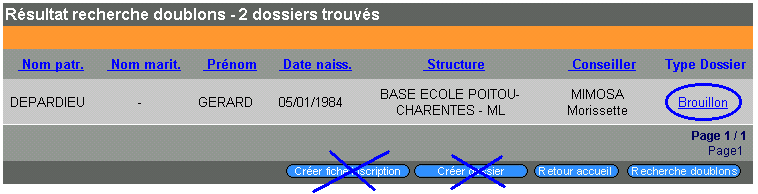 Résultat recherche doublons - 2 dossiers trouvés
Nom patr. Nom marit. Prénom Date naiss. Structure Conseiller Type Dossier
DEPARDIEU - GERARD 05/01/1984 BASE ECOLE POITOU-CHARENTES - ML MIMOSA Morissette Brouillon
Page 1 / 1
Page1
Créer fiche inscription Créer dossier Retour accueil Recherche doublons